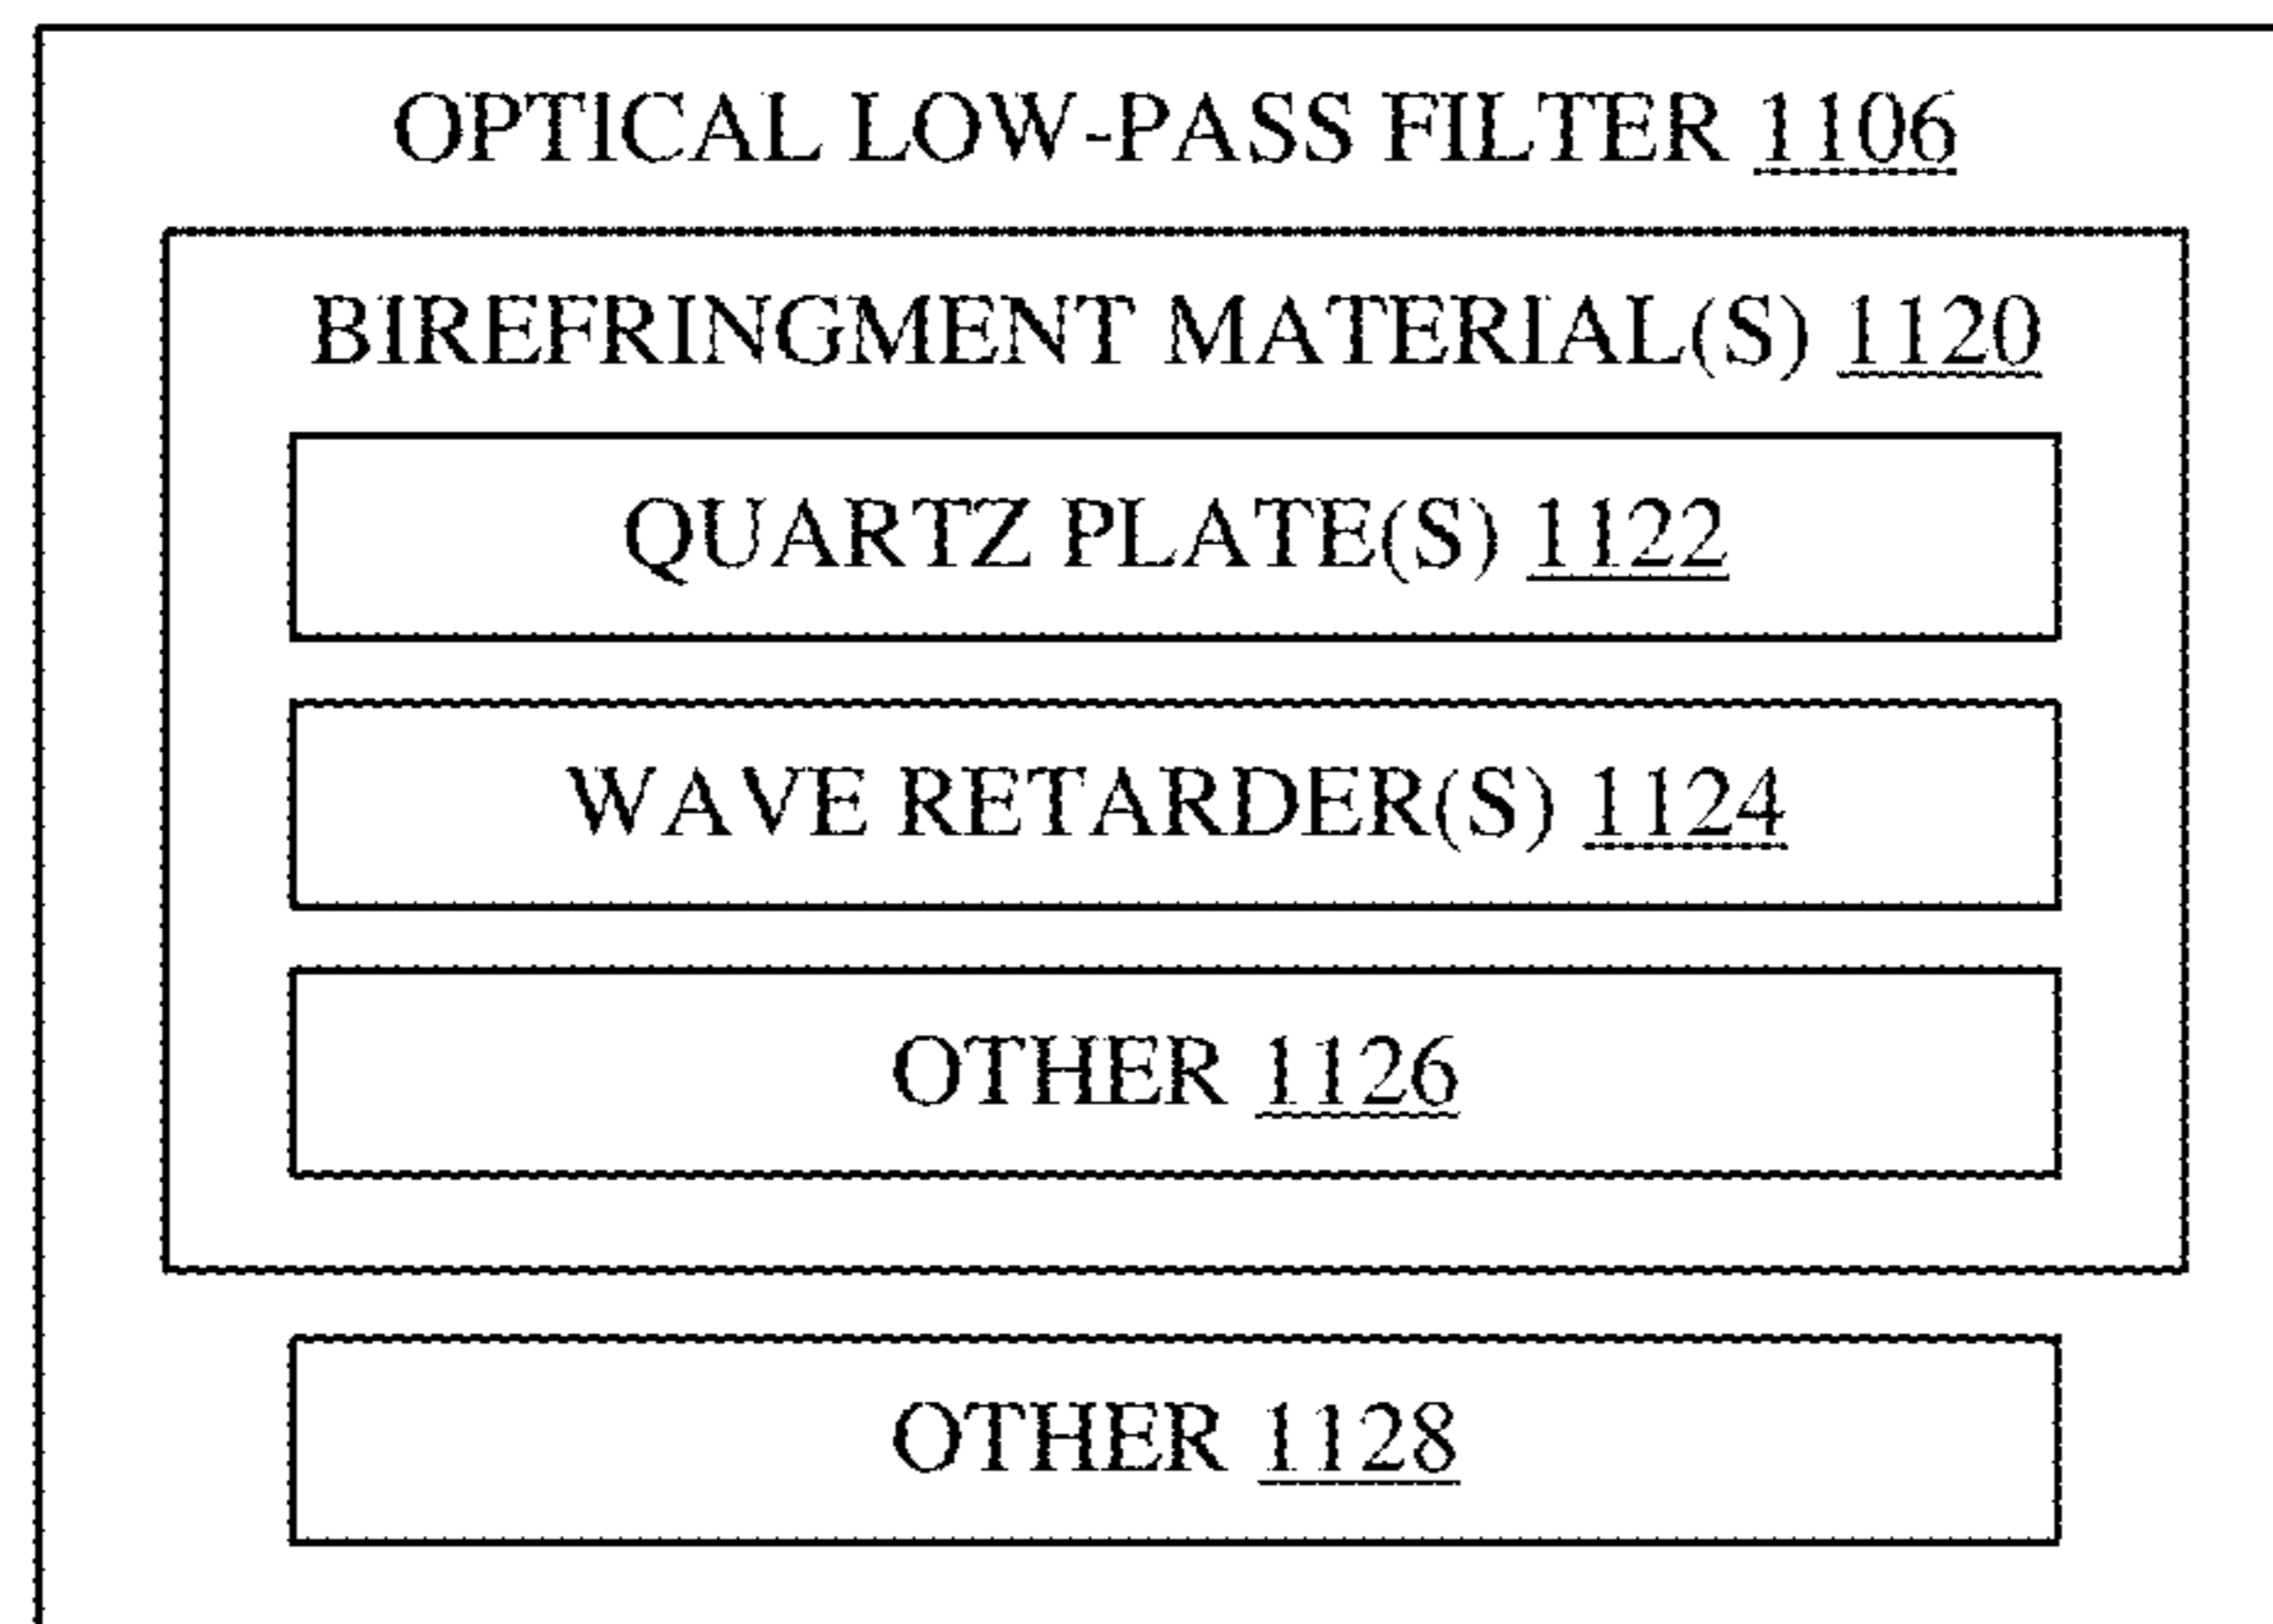 OPTICAL LOW-PASS FILTER 1106
BIREFRINGMENT MATERIAL(S) 1120
QUARTZ PLATE(S) 1122
WAVE RETARDER(S) 1124
OTHER 1126
OTHER 1128